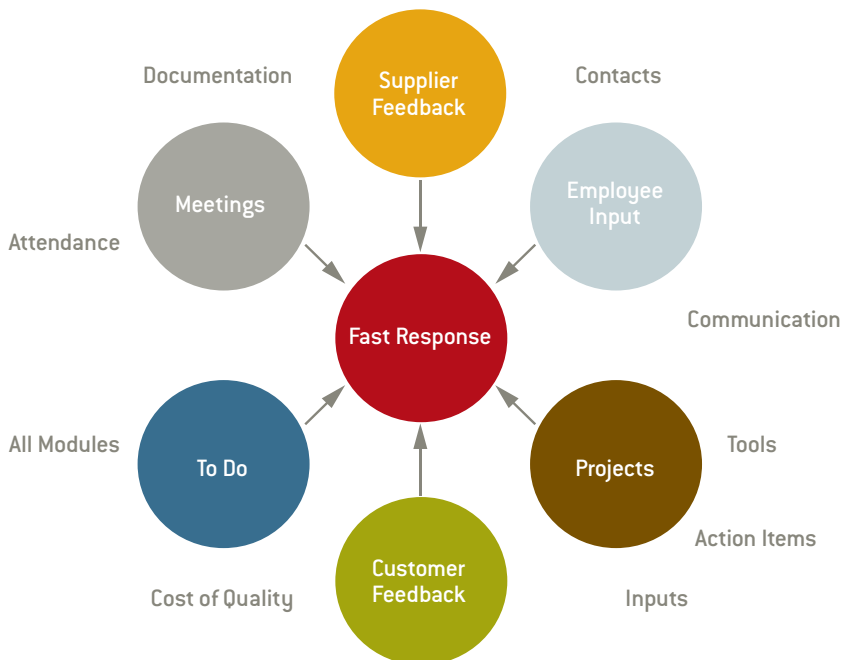 Documentation
Supplier
Feedback
Contacts
Meetings
Employee
Input
Attendance
Communication
Fast Response
All Modules
To Do
Projects
Tools
Action Items
Customer
Feedback
Cost of Quality
Inputs